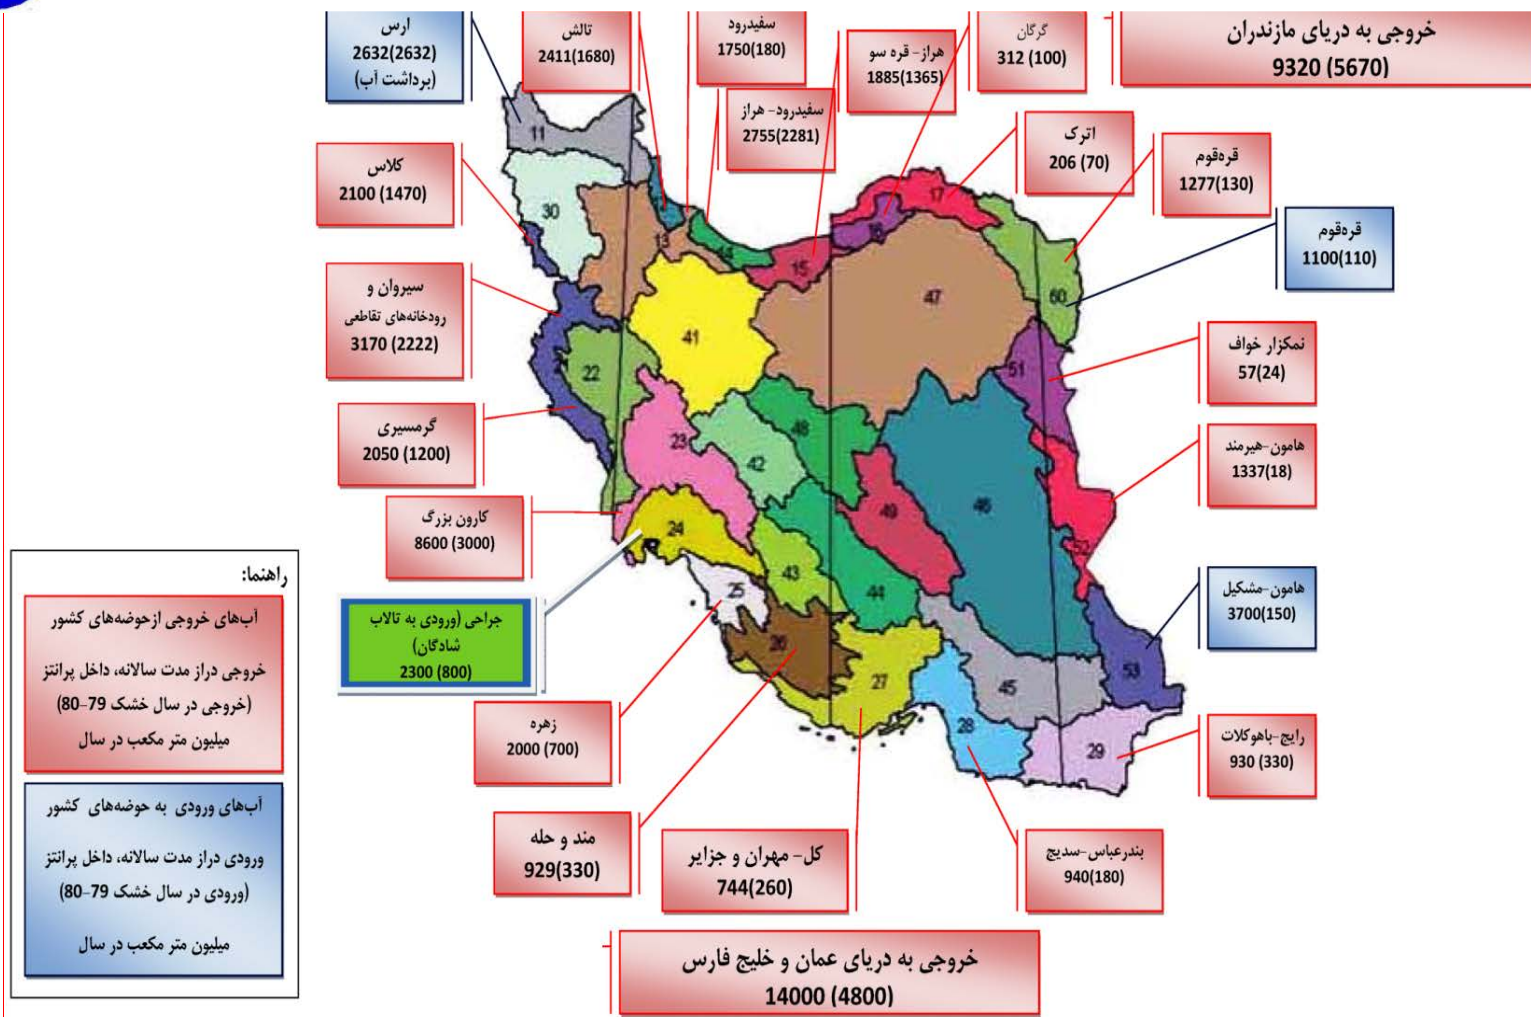 ارس
2632(2632)
(برداشت آب)
تالش
2411(1680)
سفیدرود
1750(180)
سفیدرود- هراز
2755(2281)
هراز- قره سو
1885(1365)
گرگان
312 (100)
خروجی به دریای مازندران
9320 (5670)
اترک
206 (70)
قره‌قوم
1277(130)
قره‌قوم
1100(110)
کلاس
2100 (1470)
سیروان و
رودخانه‌های تقاطعی
3170 (2222)
گرمسیری
2050 (1200)
کارون بزرگ
8600 (3000)
جراحی (ورودی به تالاب
شادگان)
2300 (800)
زهره
2000 (700)
مند و حله
929(330)
کل- مهران و جزایر
744(260)
بندرعباس-سدیج
940(180)
رابچ-باهوکلات
930 (330)
هامون-مشکیل
3700(150)
هامون-هیرمند
1337(18)
نمکزار خواف
57(24)
خروجی به دریای عمان و خلیج فارس
14000 (4800)
11
30
13
14
15
16
17
47
60
41
22
23
51
48
42
49
46
24
52
43
44
25
26
27
53
45
28
29
راهنما:
آب‌های خروجی ازحوضه‌های کشور
خروجی دراز مدت سالانه، داخل پرانتز
(خروجی در سال خشک 79-80)
میلیون متر مکعب در سال
آب‌های ورودی به حوضه‌های کشور
ورودی دراز مدت سالانه، داخل پرانتز
(ورودی در سال خشک 79-80)
میلیون متر مکعب در سال